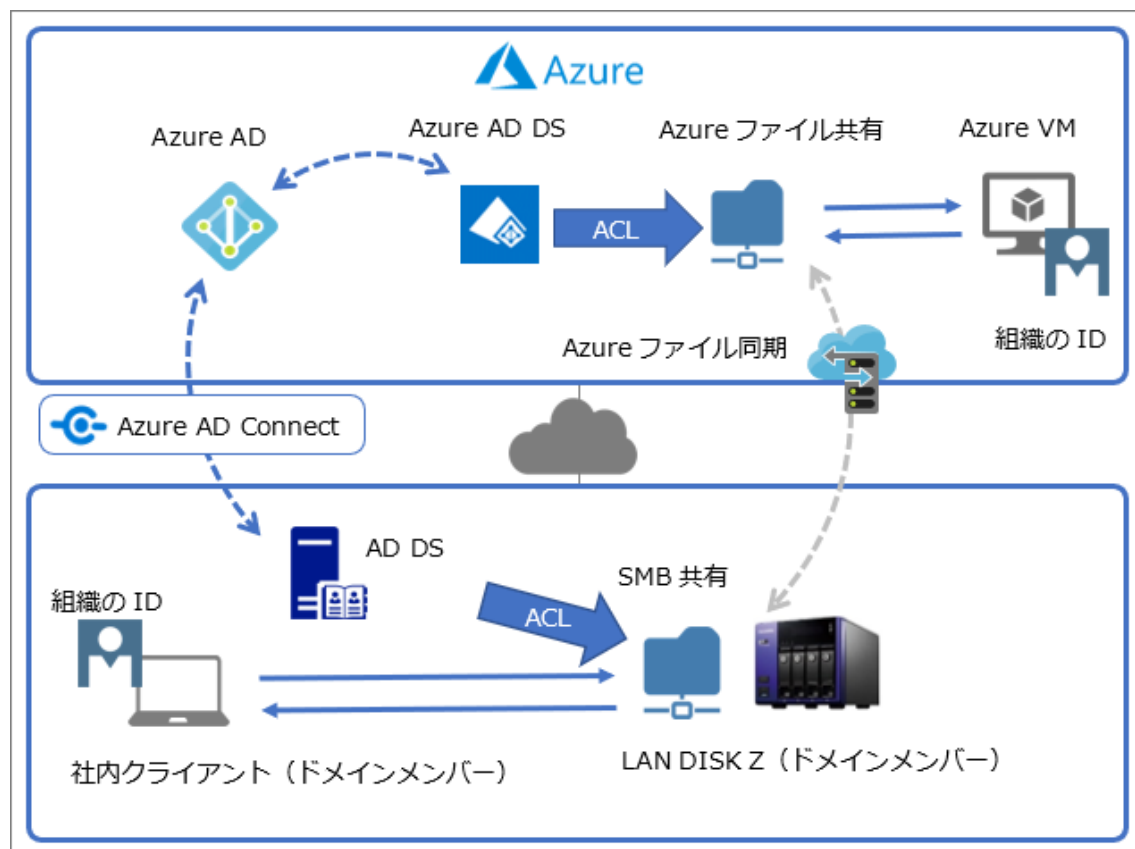 Azure
Azure AD
Azure AD DS
Azure ファイル共有
Azure VM
ACL
組織の ID
Azure ファイル同期
Azure AD Connect
AD DS
SMB 共有
組織の ID
ACL
社内クライアント（ドメインメンバー）
LAN DISK Z（ドメインメンバー）